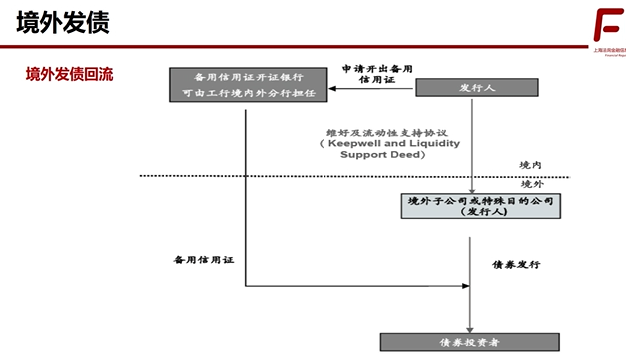 境外发债
境外发债回流
备用信用证开证银行
可由工行境内外分行担任
申请开出备用
信用证
发行人
维好及流动性支持协议
（Keepwell and Liquidity
Support Deed）
境内
境外
境外子公司或特殊目的公司
（发行人）
备用信用证
债券发行
债券投资者